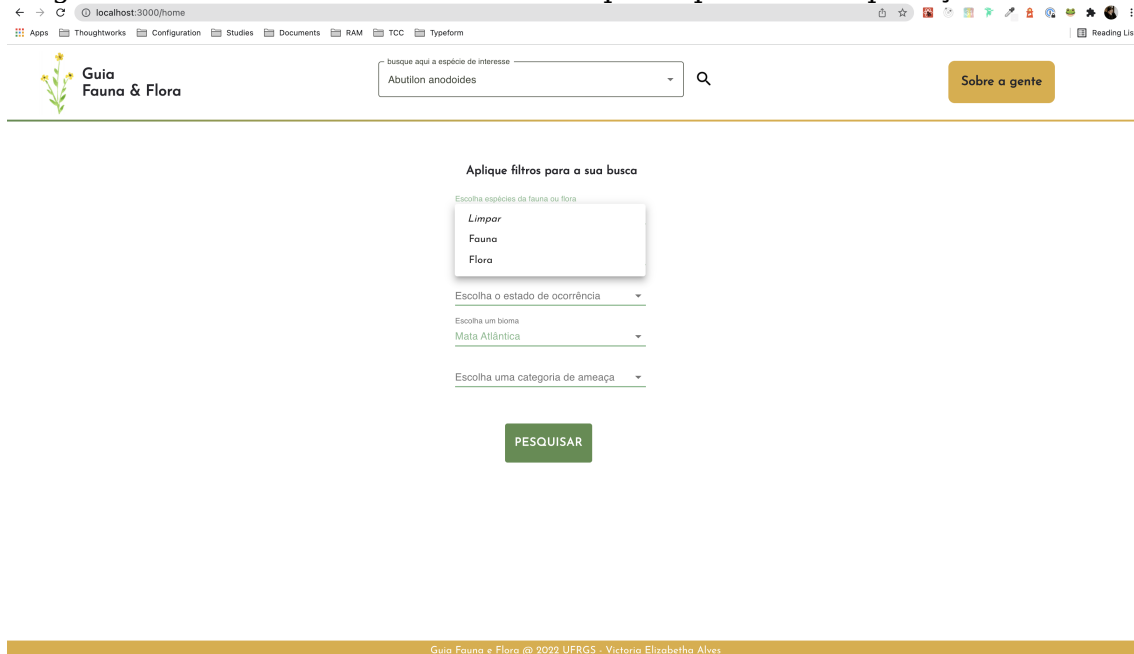 localhost:3000/home
Apps Thoughtworks Configuration Studies Documents RAM TCC Typeform Reading Lis
Guia
Fauna & Flora
busque aqui a espécie de interesse
Abutilon anodoides
Sobre a gente
Aplique filtros para a sua busca
Escolha espécies da fauna ou flora
Limpar
Fauna
Flora
Escolha o estado de ocorrência
Escolha um bioma
Mata Atlântica
Escolha uma categoria de ameaça
PESQUISAR
Guia Fauna e Flora @ 2022 UFRGS - Victoria Elizabetha Alves